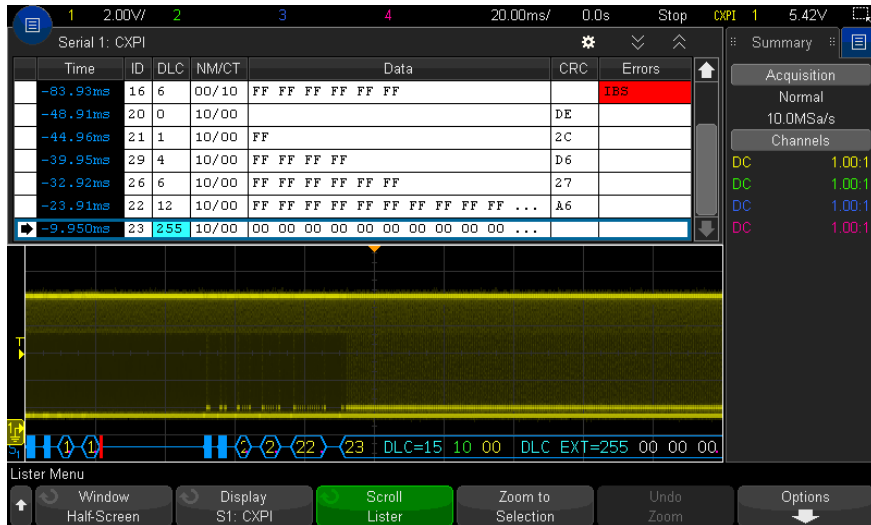 1 2.00V/ 2 3 4 20.00ms/ 0.0s Stop CXPI 1 5.42V
Serial 1: CXPI
Summary
Time ID DLC NM/CT Data CRC Errors
-83.93ms 16 6 00/10 FF FF FF FF FF FF IBS
-48.91ms 20 0 10/00 DE
-44.96ms 21 1 10/00 FF 2C
-39.95ms 29 4 10/00 FF FF FF FF D6
-32.92ms 26 6 10/00 FF FF FF FF FF FF 27
-23.91ms 22 12 10/00 FF FF FF FF FF FF FF FF FF FF ... A6
-9.950ms 23 255 10/00 00 00 00 00 00 00 00 00 00 00 ...
Acquisition
Normal
10.0MSa/s
Channels
DC 1.00:1
DC 1.00:1
DC 1.00:1
DC 1.00:1
T
1
S1 1 1 2 2 22 23 DLC=15 10 00 DLC EXT=255 00 00 00
Lister Menu
Window
Half-Screen
Display
S1: CXPI
Scroll
Lister
Zoom to
Selection
Undo
Zoom
Options